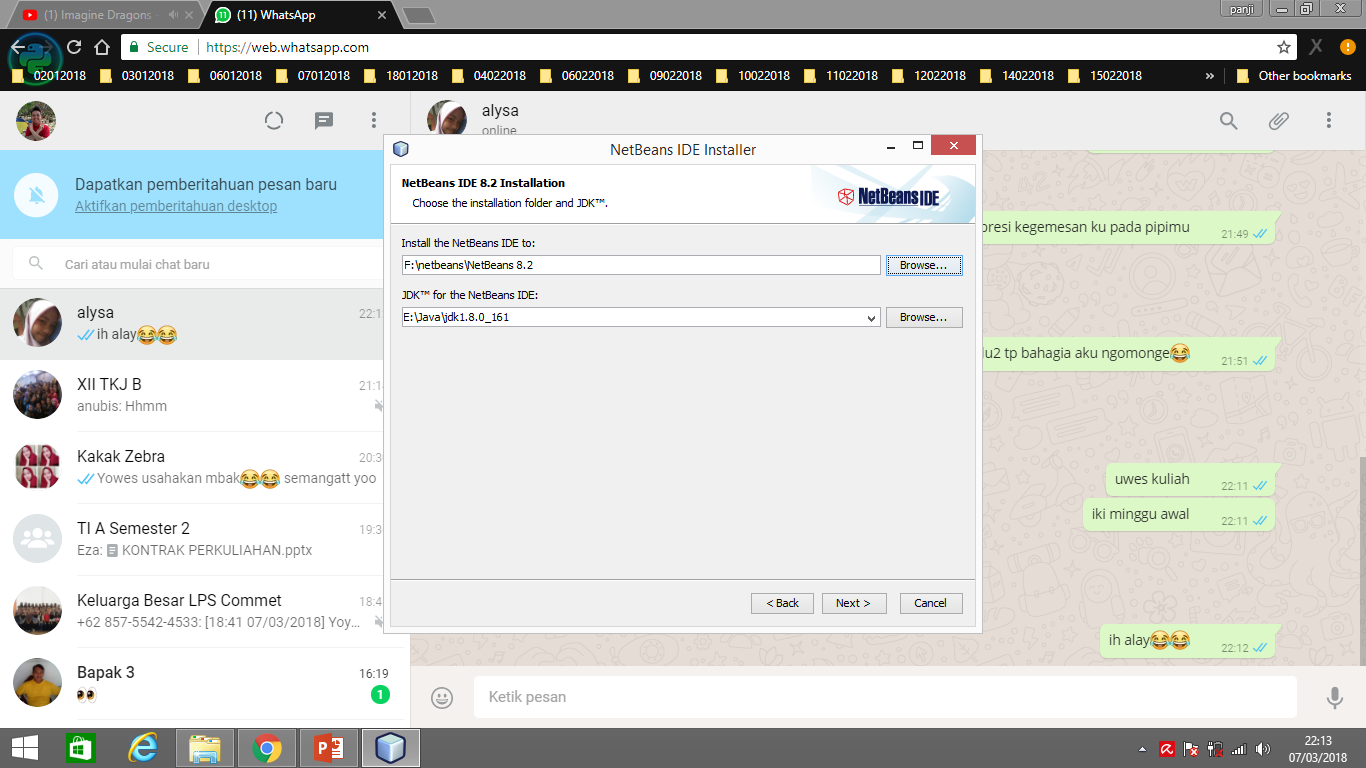 (1) Imagine Dragons -
(11) WhatsApp
panji
Secure
https://web.whatsapp.com
02012018
03012018
06012018
07012018
18012018
04022018
06022018
09022018
10022018
11022018
12022018
14022018
15022018
»
Other bookmarks
alysa
online
Dapatkan pemberitahuan pesan baru
Aktifkan pemberitahuan desktop
Cari atau mulai chat baru
alysa
22:1
ih alay😂😂
XII TKJ B
21:1
anubis: Hhmm
Kakak Zebra
20:3
Yowes usahakan mbak😂😂 semangatt yoo
TI A Semester 2
19:3
Eza: KONTRAK PERKULIAHAN.pptx
Keluarga Besar LPS Commet
18:4
+62 857-5542-4533: [18:41 07/03/2018] Yoy...
Bapak 3
16:19
👀
1
NetBeans IDE Installer
NetBeans IDE 8.2 Installation
Choose the installation folder and JDK™.
NetBeans IDE
Install the NetBeans IDE to:
F:\netbeans\NetBeans 8.2
Browse...
JDK™ for the NetBeans IDE:
E:\Java\jdk1.8.0_161
Browse...
< Back
Next >
Cancel
presi kegemesan ku pada pipimu
21:49
lu2 tp bahagia aku ngomonge😂
21:51
uwes kuliah
22:11
iki minggu awal
22:11
ih alay😂😂
22:12
Ketik pesan
22:13
07/03/2018